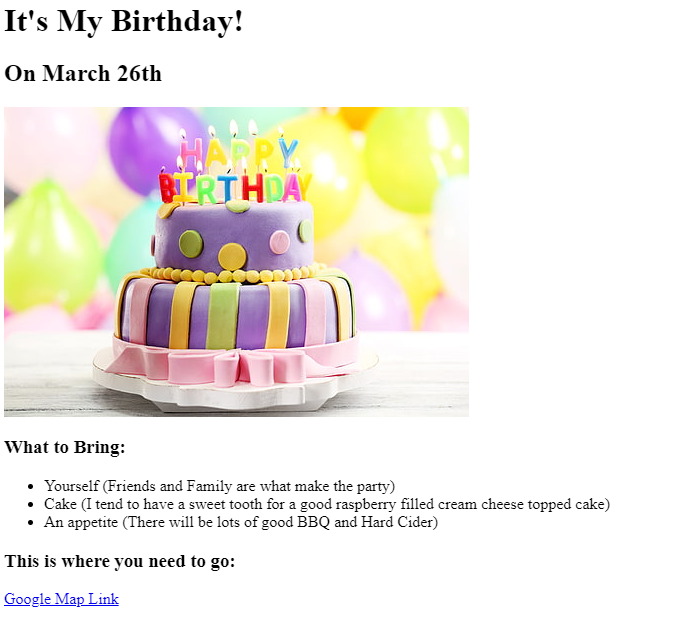 It's My Birthday!
On March 26th
HAPPY
BIRTHDAY
What to Bring:
Yourself (Friends and Family are what make the party)
Cake (I tend to have a sweet tooth for a good raspberry filled cream cheese topped cake)
An appetite (There will be lots of good BBQ and Hard Cider)
This is where you need to go:
Google Map Link